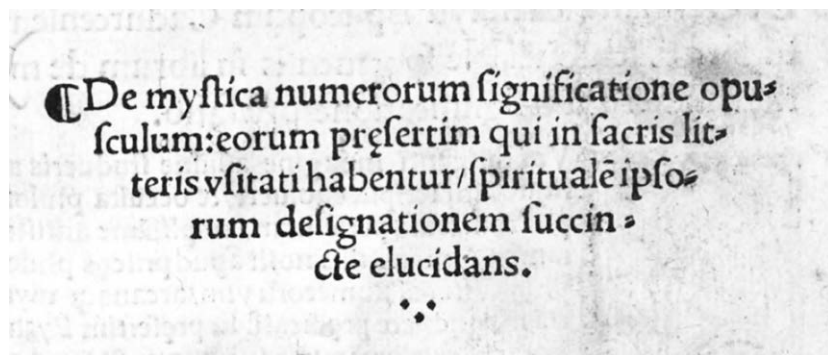 ¶De myſtica numerorum ſignificatione opu⸗
ſculum:eorum pręſertim qui in ſacris lit⸗
teris vſitati habentur/ſpiritualē ipſo⸗
rum deſignationem ſuccin⸗
cte elucidans.